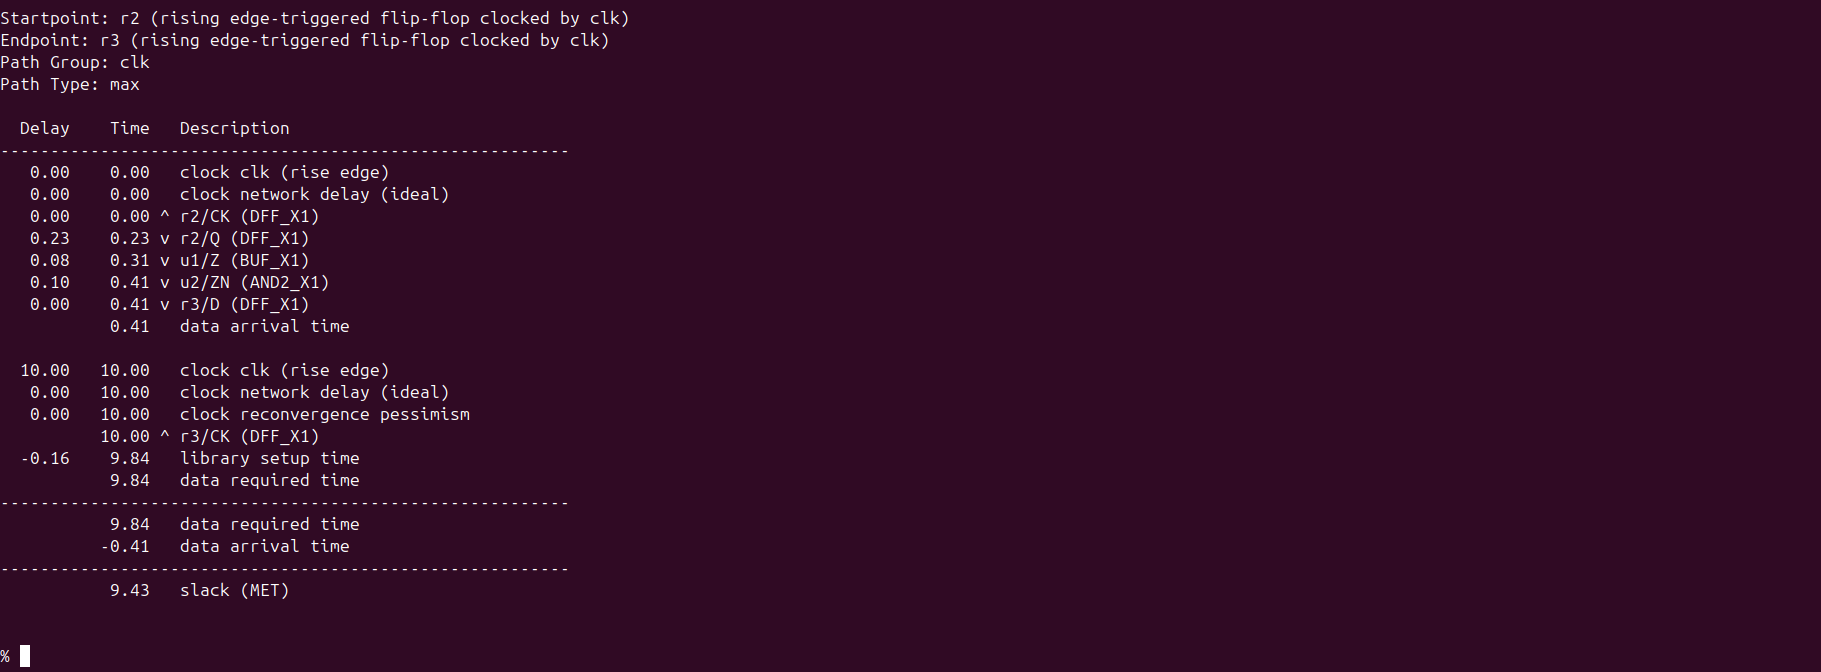 Startpoint: r2 (rising edge-triggered flip-flop clocked by clk)
Endpoint: r3 (rising edge-triggered flip-flop clocked by clk)
Path Group: clk
Path Type: max

  Delay    Time   Description
---------------------------------------------------------
   0.00    0.00   clock clk (rise edge)
   0.00    0.00   clock network delay (ideal)
   0.00    0.00 ^ r2/CK (DFF_X1)
   0.23    0.23 v r2/Q (DFF_X1)
   0.08    0.31 v u1/Z (BUF_X1)
   0.10    0.41 v u2/ZN (AND2_X1)
   0.00    0.41 v r3/D (DFF_X1)
           0.41   data arrival time

  10.00   10.00   clock clk (rise edge)
   0.00   10.00   clock network delay (ideal)
   0.00   10.00   clock reconvergence pessimism
          10.00 ^ r3/CK (DFF_X1)
  -0.16    9.84   library setup time
           9.84   data required time
---------------------------------------------------------
           9.84   data required time
          -0.41   data arrival time
---------------------------------------------------------
           9.43   slack (MET)

%